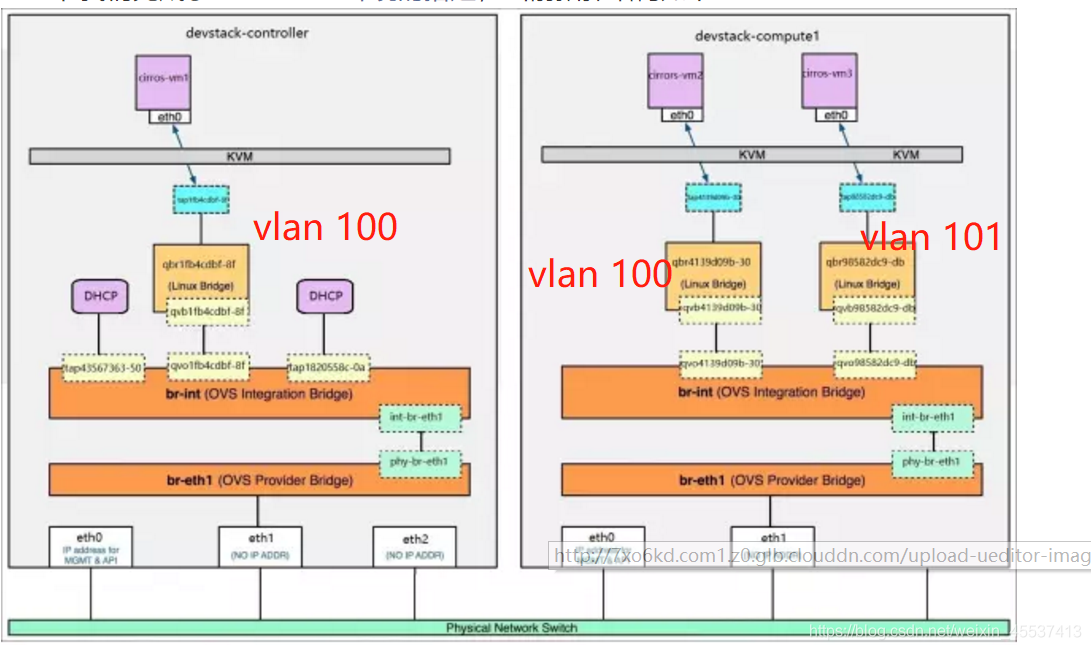 devstack-controller
cirros-vm1
eth0
KVM
tap1fb4cdbf-8f
vlan 100
qbr1fb4cdbf-8f
(Linux Bridge)
qvb1fb4cdbf-8f
DHCP
DHCP
tap43567363-50
qvo1fb4cdbf-8f
tap1820558c-0a
br-int (OVS Integration Bridge)
int-br-eth1
phy-br-eth1
br-eth1 (OVS Provider Bridge)
eth0
IP address for
MGMT & API
eth1
(NO IP ADDR)
eth2
(NO IP ADDR)
devstack-compute1
cirrors-vm2
cirros-vm3
eth0
eth0
KVM
KVM
tap4139d09b-30
tap98582dc9-db
vlan 100
vlan 101
qbr4139d09b-30
(Linux Bridge)
qvb4139d09b-30
qbr98582dc9-db
(Linux Bridge)
qvb98582dc9-db
qvo4139d09b-30
qvo98582dc9-db
br-int (OVS Integration Bridge)
int-br-eth1
phy-br-eth1
br-eth1 (OVS Provider Bridge)
eth0
eth1
http://7xo6kd.com1.z0.glb.clouddn.com/upload-ueditor-imag
Physical Network Switch
https://blog.csdn.net/weixin_45537413